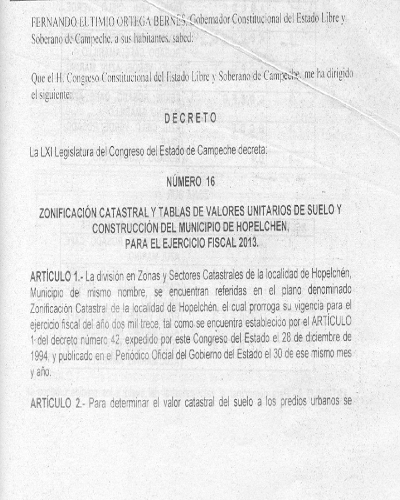 FERNANDO EUTIMIO ORTEGA BERNES, Gobernador Constitucional del Estado Libre y
Soberano de Campeche, a sus habitantes, sabed:
Que el H. Congreso Constitucional del Estado Libre y Soberano de Campeche, me ha dirigido
el siguiente:
DECRETO
La LXI Legislatura del Congreso del Estado de Campeche decreta:
NÚMERO 16
ZONIFICACIÓN CATASTRAL Y TABLAS DE VALORES UNITARIOS DE SUELO Y
CONSTRUCCIÓN DEL MUNICIPIO DE HOPELCHEN,
PARA EL EJERCICIO FISCAL 2013.
ARTÍCULO 1.- La división en Zonas y Sectores Catastrales de la localidad de Hopelchén,
Municipio del mismo nombre, se encuentran referidas en el plano denominado
Zonificación Catastral de la localidad de Hopelchén, el cual prorroga su vigencia para el
ejercicio fiscal del año dos mil trece, tal como se encuentra establecido por el ARTÍCULO
1 del decreto número 42, expedido por este Congreso del Estado el 28 de diciembre de
1994, y publicado en el Periódico Oficial del Gobierno del Estado el 30 de ese mismo mes
y año.
ARTÍCULO 2.- Para determinar el valor catastral del suelo a los predios urbanos se